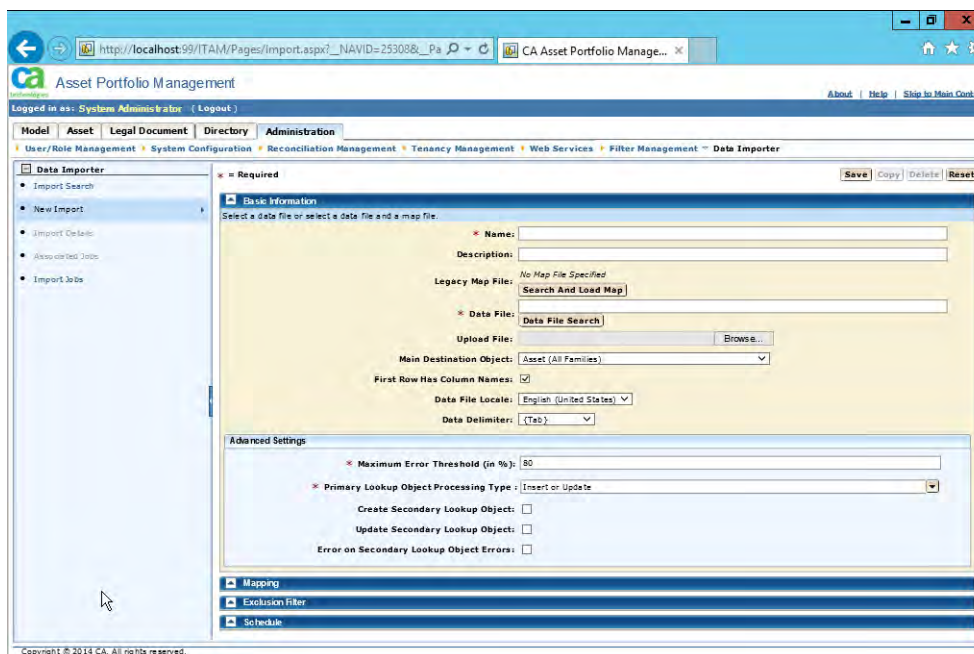 http://localhost:99/ITAM/Pages/Import.aspx?_NAVID=25308&_Pa
CA Asset Portfolio Manage...
ca
technologies
Asset Portfolio Management
About | Help | Skip to Main Cont
Logged in as: System Administrator ( Logout )
Model Asset Legal Document Directory Administration
User/Role Management System Configuration Reconciliation Management Tenancy Management Web Services Filter Management Data Importer
Data Importer
* = Required
Save Copy Delete Reset
Import Search
New Import
Import Details
Associated Jobs
Import Jobs
Basic Information
Select a data file or select a data file and a map file.
* Name:
Description:
Legacy Map File: No Map File Specified
Search And Load Map
* Data File:
Data File Search
Upload File: Browse...
Main Destination Object: Asset (All Families)
First Row Has Column Names:
Data File Locale: English (United States)
Data Delimiter: {Tab}
Advanced Settings
* Maximum Error Threshold (in %): 80
* Primary Lookup Object Processing Type : Insert or Update
Create Secondary Lookup Object:
Update Secondary Lookup Object:
Error on Secondary Lookup Object Errors:
Mapping
Exclusion Filter
Schedule
Copyright © 2014 CA. All rights reserved.